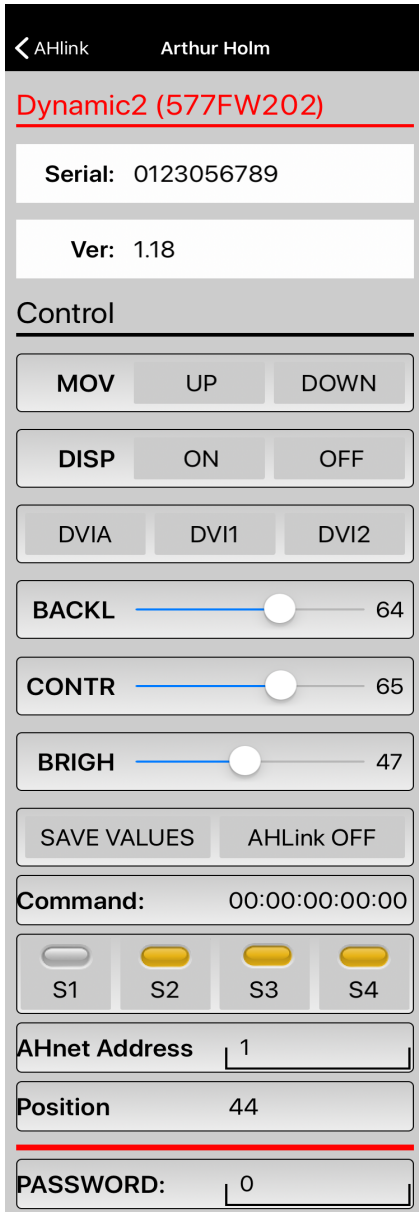 AHlink Arthur Holm
Dynamic2 (577FW202)
Serial: 0123056789
Ver: 1.18
Control
MOV UP DOWN
DISP ON OFF
DVIA DVI1 DVI2
BACKL 64
CONTR 65
BRIGH 47
SAVE VALUES AHLink OFF
Command: 00:00:00:00:00
S1 S2 S3 S4
AHnet Address 1
Position 44
PASSWORD: 0